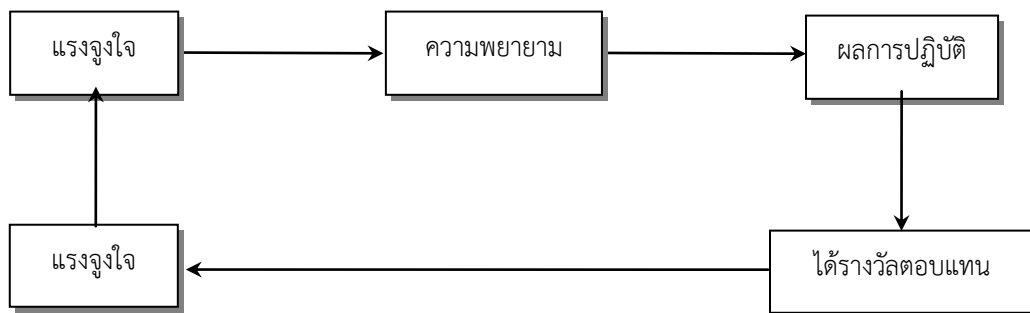 แรงจูงใจ
ความพยายาม
ผลการปฏิบัติ
แรงจูงใจ
ได้รางวัลตอบแทน